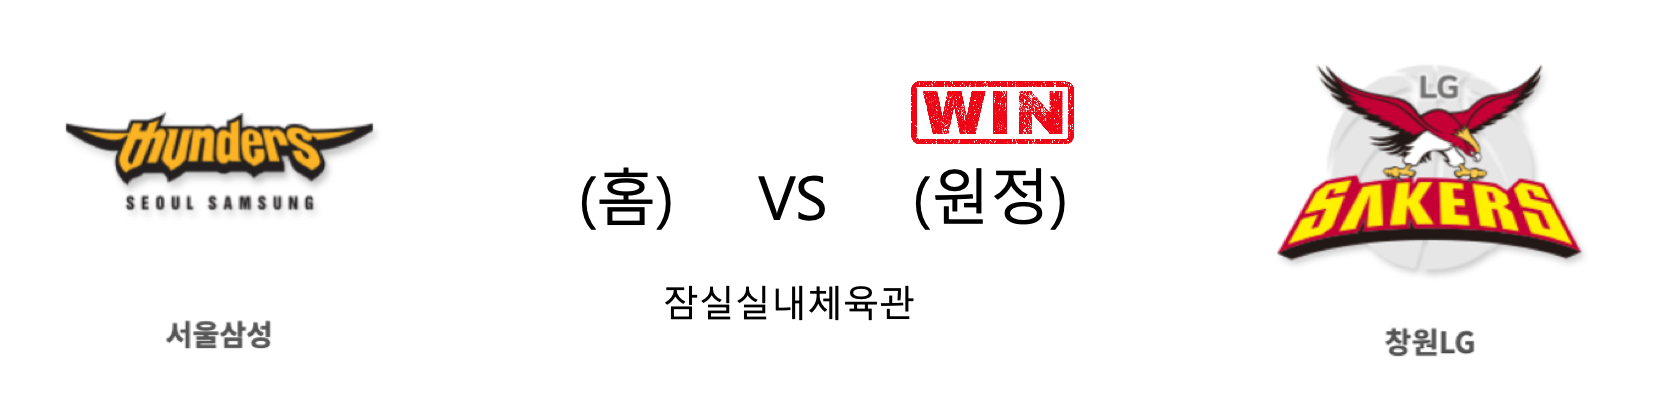 thunders
SEOUL SAMSUNG
서울삼성
WIN
(홈) VS (원정)
잠실실내체육관
LG
SAKERS
창원LG